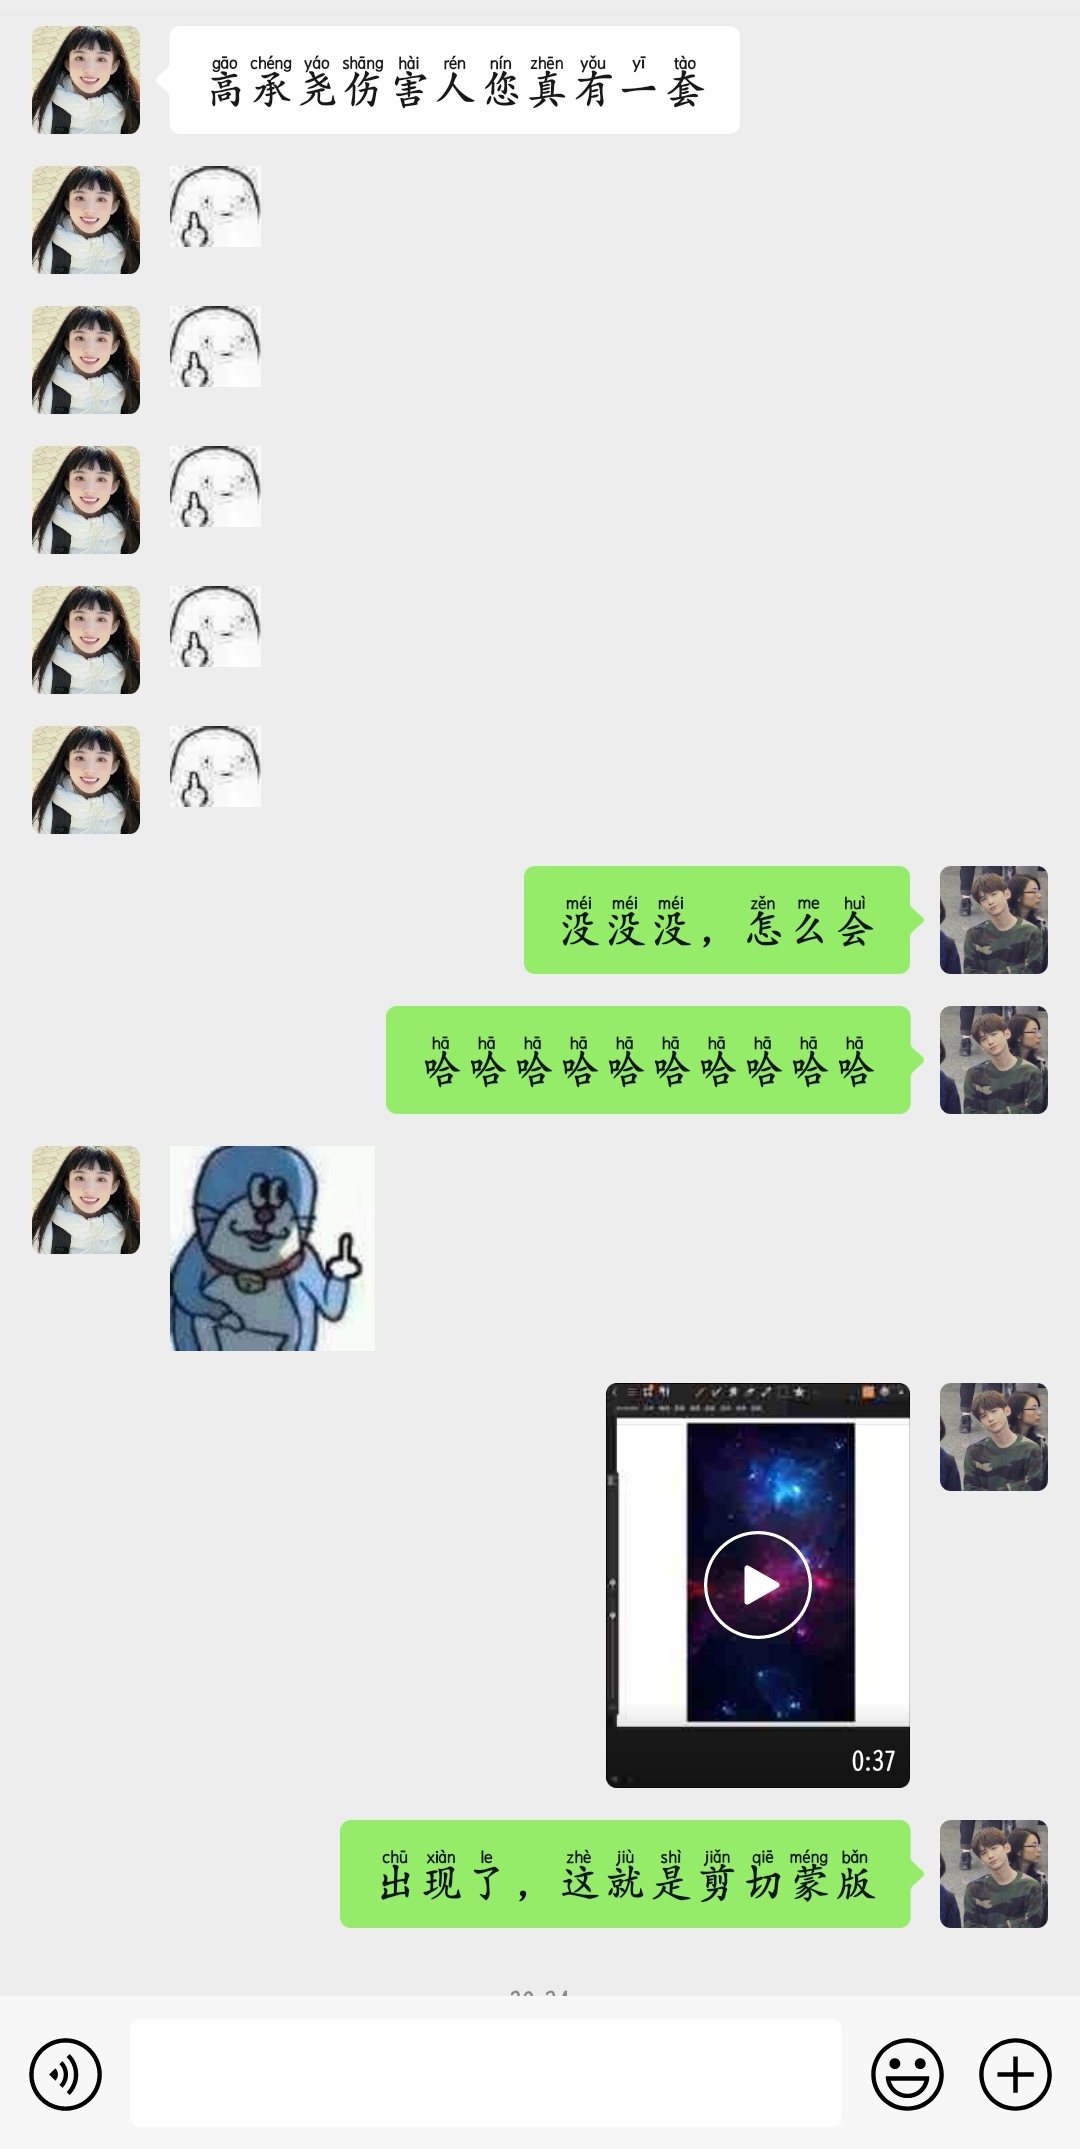 gāo chéng yáo shāng hài rén nín zhēn yǒu yī tào
高承尧伤害人您真有一套
méi méi méi zěn me huì
没没没，怎么会
hā hā hā hā hā hā hā hā hā hā
哈哈哈哈哈哈哈哈哈哈
0:37
chū xiàn le zhè jiù shì jiǎn qiē méng bǎn
出现了，这就是剪切蒙版